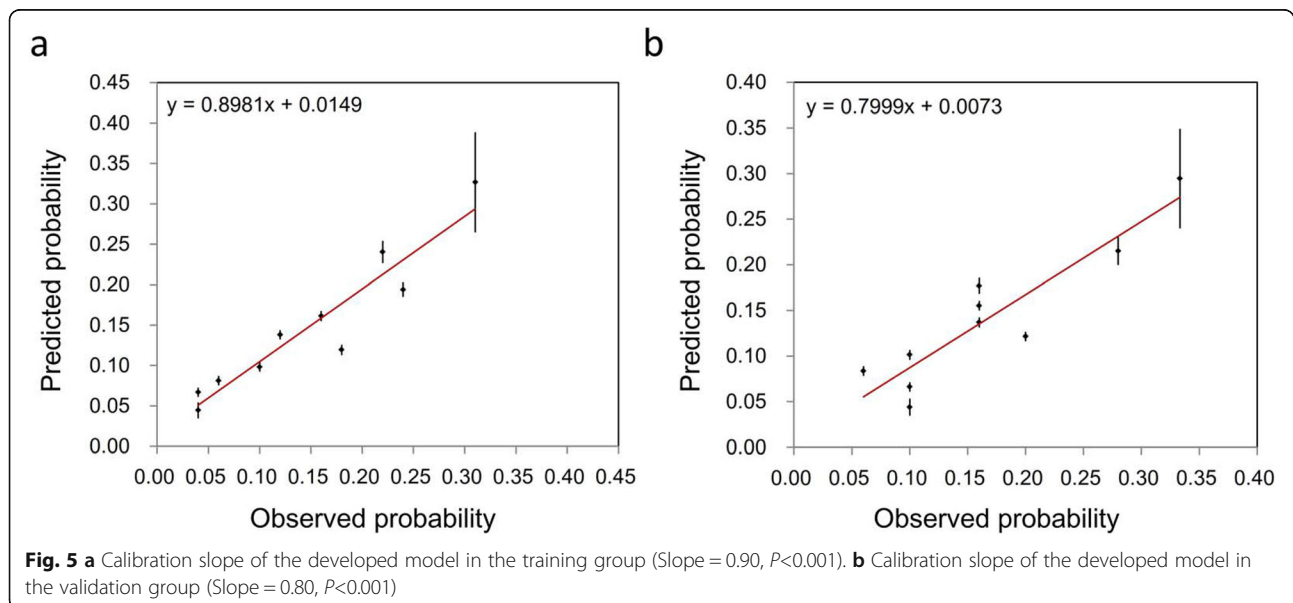 a
y = 0.8981x + 0.0149
Predicted probability
0.45
0.40
0.35
0.30
0.25
0.20
0.15
0.10
0.05
0.00
0.00 0.05 0.10 0.15 0.20 0.25 0.30 0.35 0.40 0.45
Observed probability
b
y = 0.7999x + 0.0073
Predicted probability
0.40
0.35
0.30
0.25
0.20
0.15
0.10
0.05
0.00
0.00 0.05 0.10 0.15 0.20 0.25 0.30 0.35 0.40
Observed probability
Fig. 5 a Calibration slope of the developed model in the training group (Slope = 0.90, P<0.001). b Calibration slope of the developed model in
the validation group (Slope = 0.80, P<0.001)